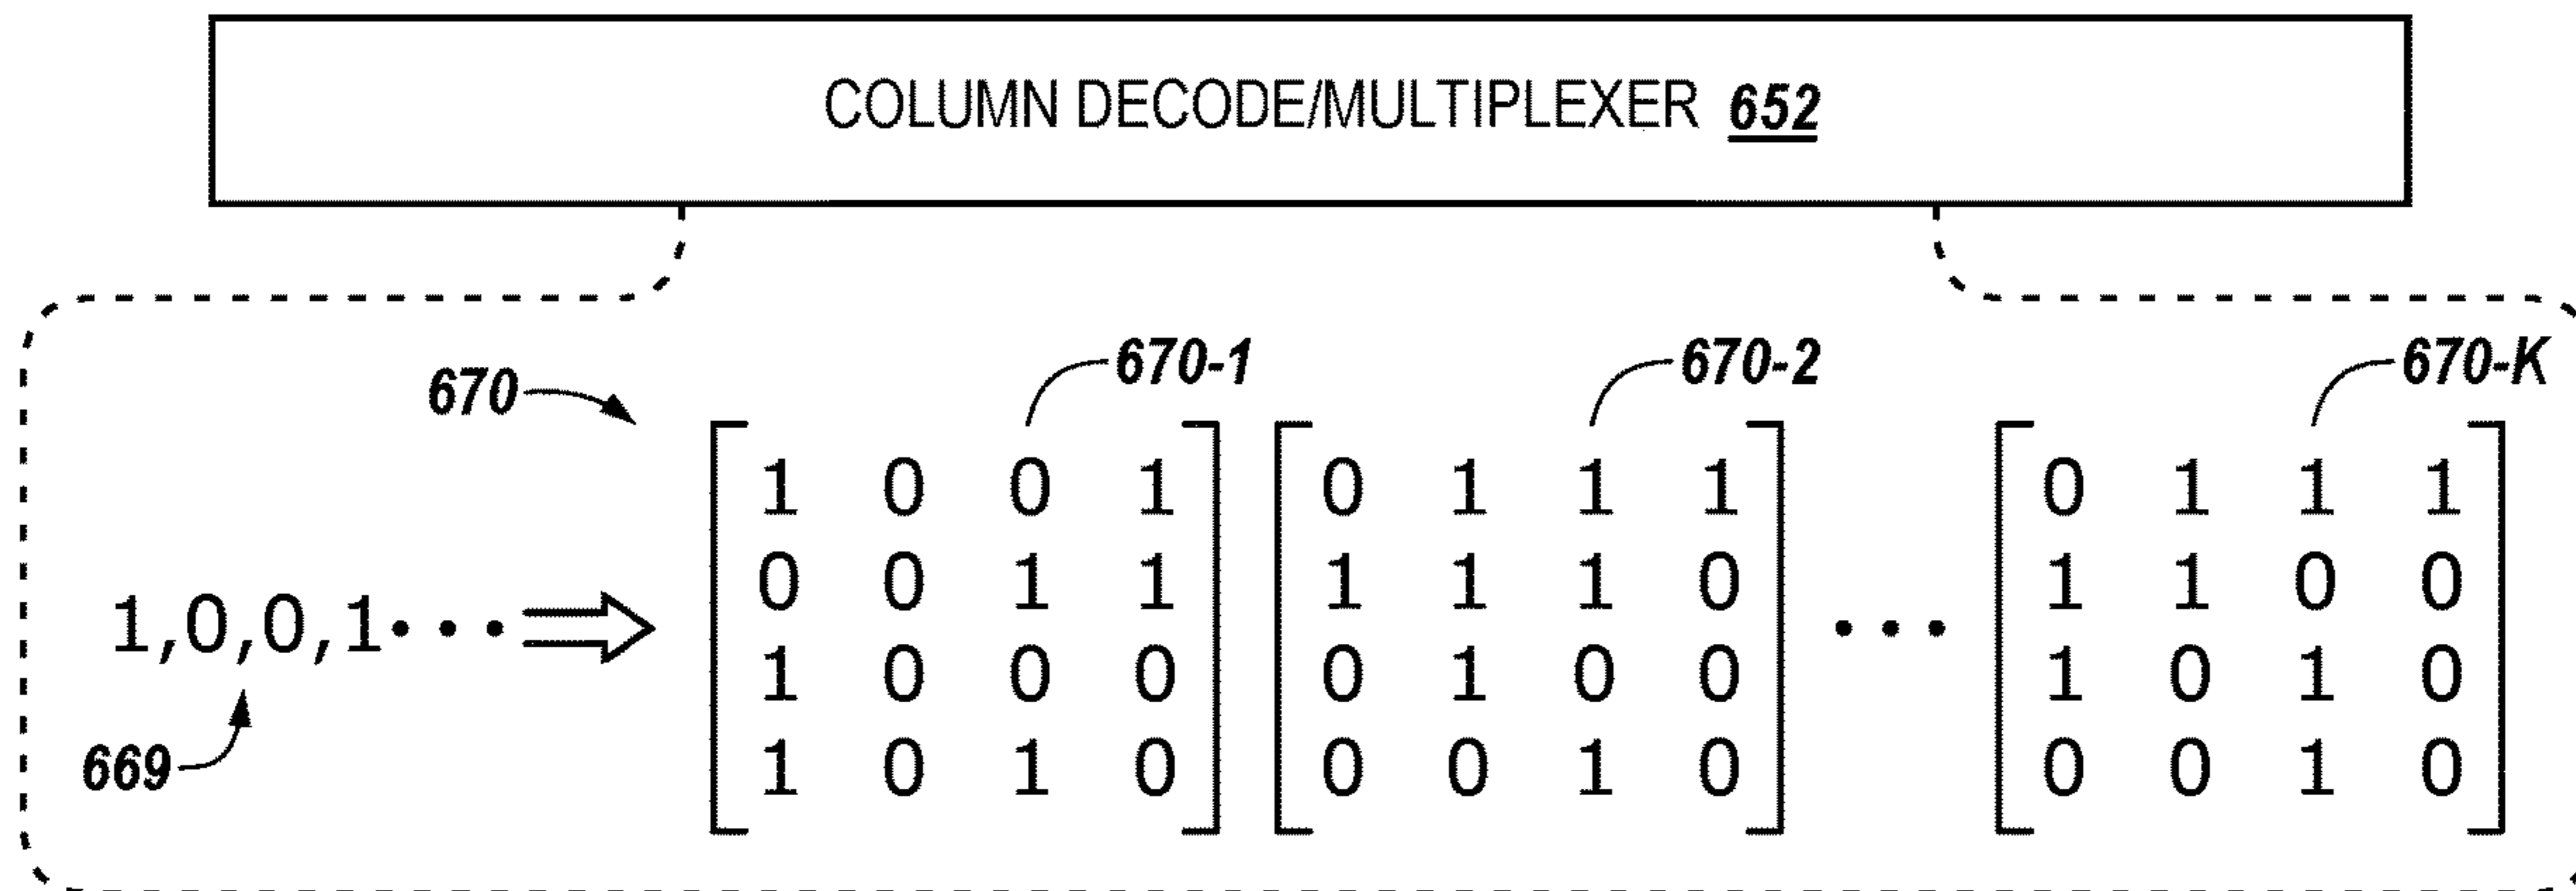 COLUMN DECODE/MULTIPLEXER 652
670 670-1 670-2 670-K
1 0 0 1 0 1 1 1 0 1 1 1
0 0 1 1 1 1 1 0 1 1 0 0
1,0,0,1•••⇒ •••
1 0 0 0 0 1 0 0 1 0 1 0
669
1 0 1 0 0 0 1 0 0 0 1 0